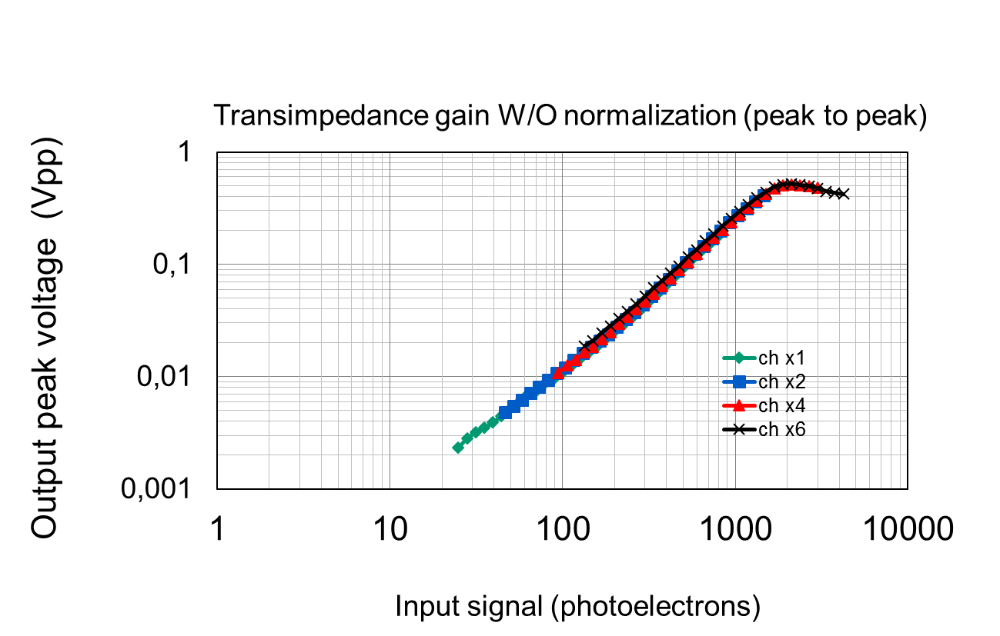 Transimpedance gain W/O normalization (peak to peak)
Output peak voltage (Vpp)
1
0,1
0,01
0,001
ch x1
ch x2
ch x4
ch x6
1 10 100 1000 10000
Input signal (photoelectrons)